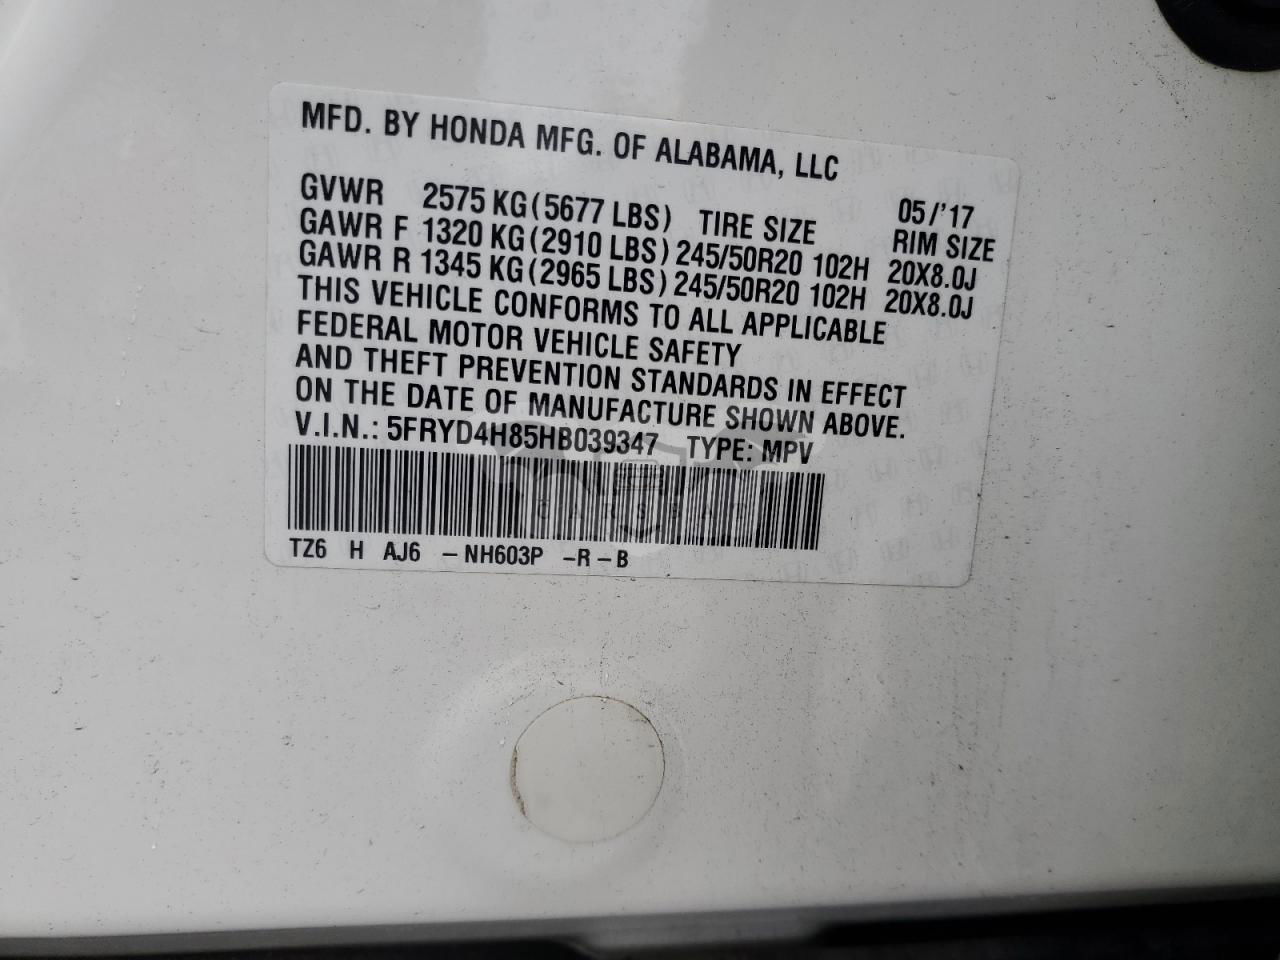 MFD. BY HONDA MFG. OF ALABAMA, LLC
05/'17
GVWR 2575 KG(5677 LBS) TIRE SIZE RIM SIZE
GAWR F 1320 KG(2910 LBS) 245/50R20 102H 20X8.0J
GAWR R 1345 KG(2965 LBS) 245/50R20 102H 20X8.0J
THIS VEHICLE CONFORMS TO ALL APPLICABLE
FEDERAL MOTOR VEHICLE SAFETY
AND THEFT PREVENTION STANDARDS IN EFFECT
ON THE DATE OF MANUFACTURE SHOWN ABOVE.
V.I.N.: 5FRYD4H85HB039347 TYPE: MPV
TZ6 H AJ6 -NH603P -R-B